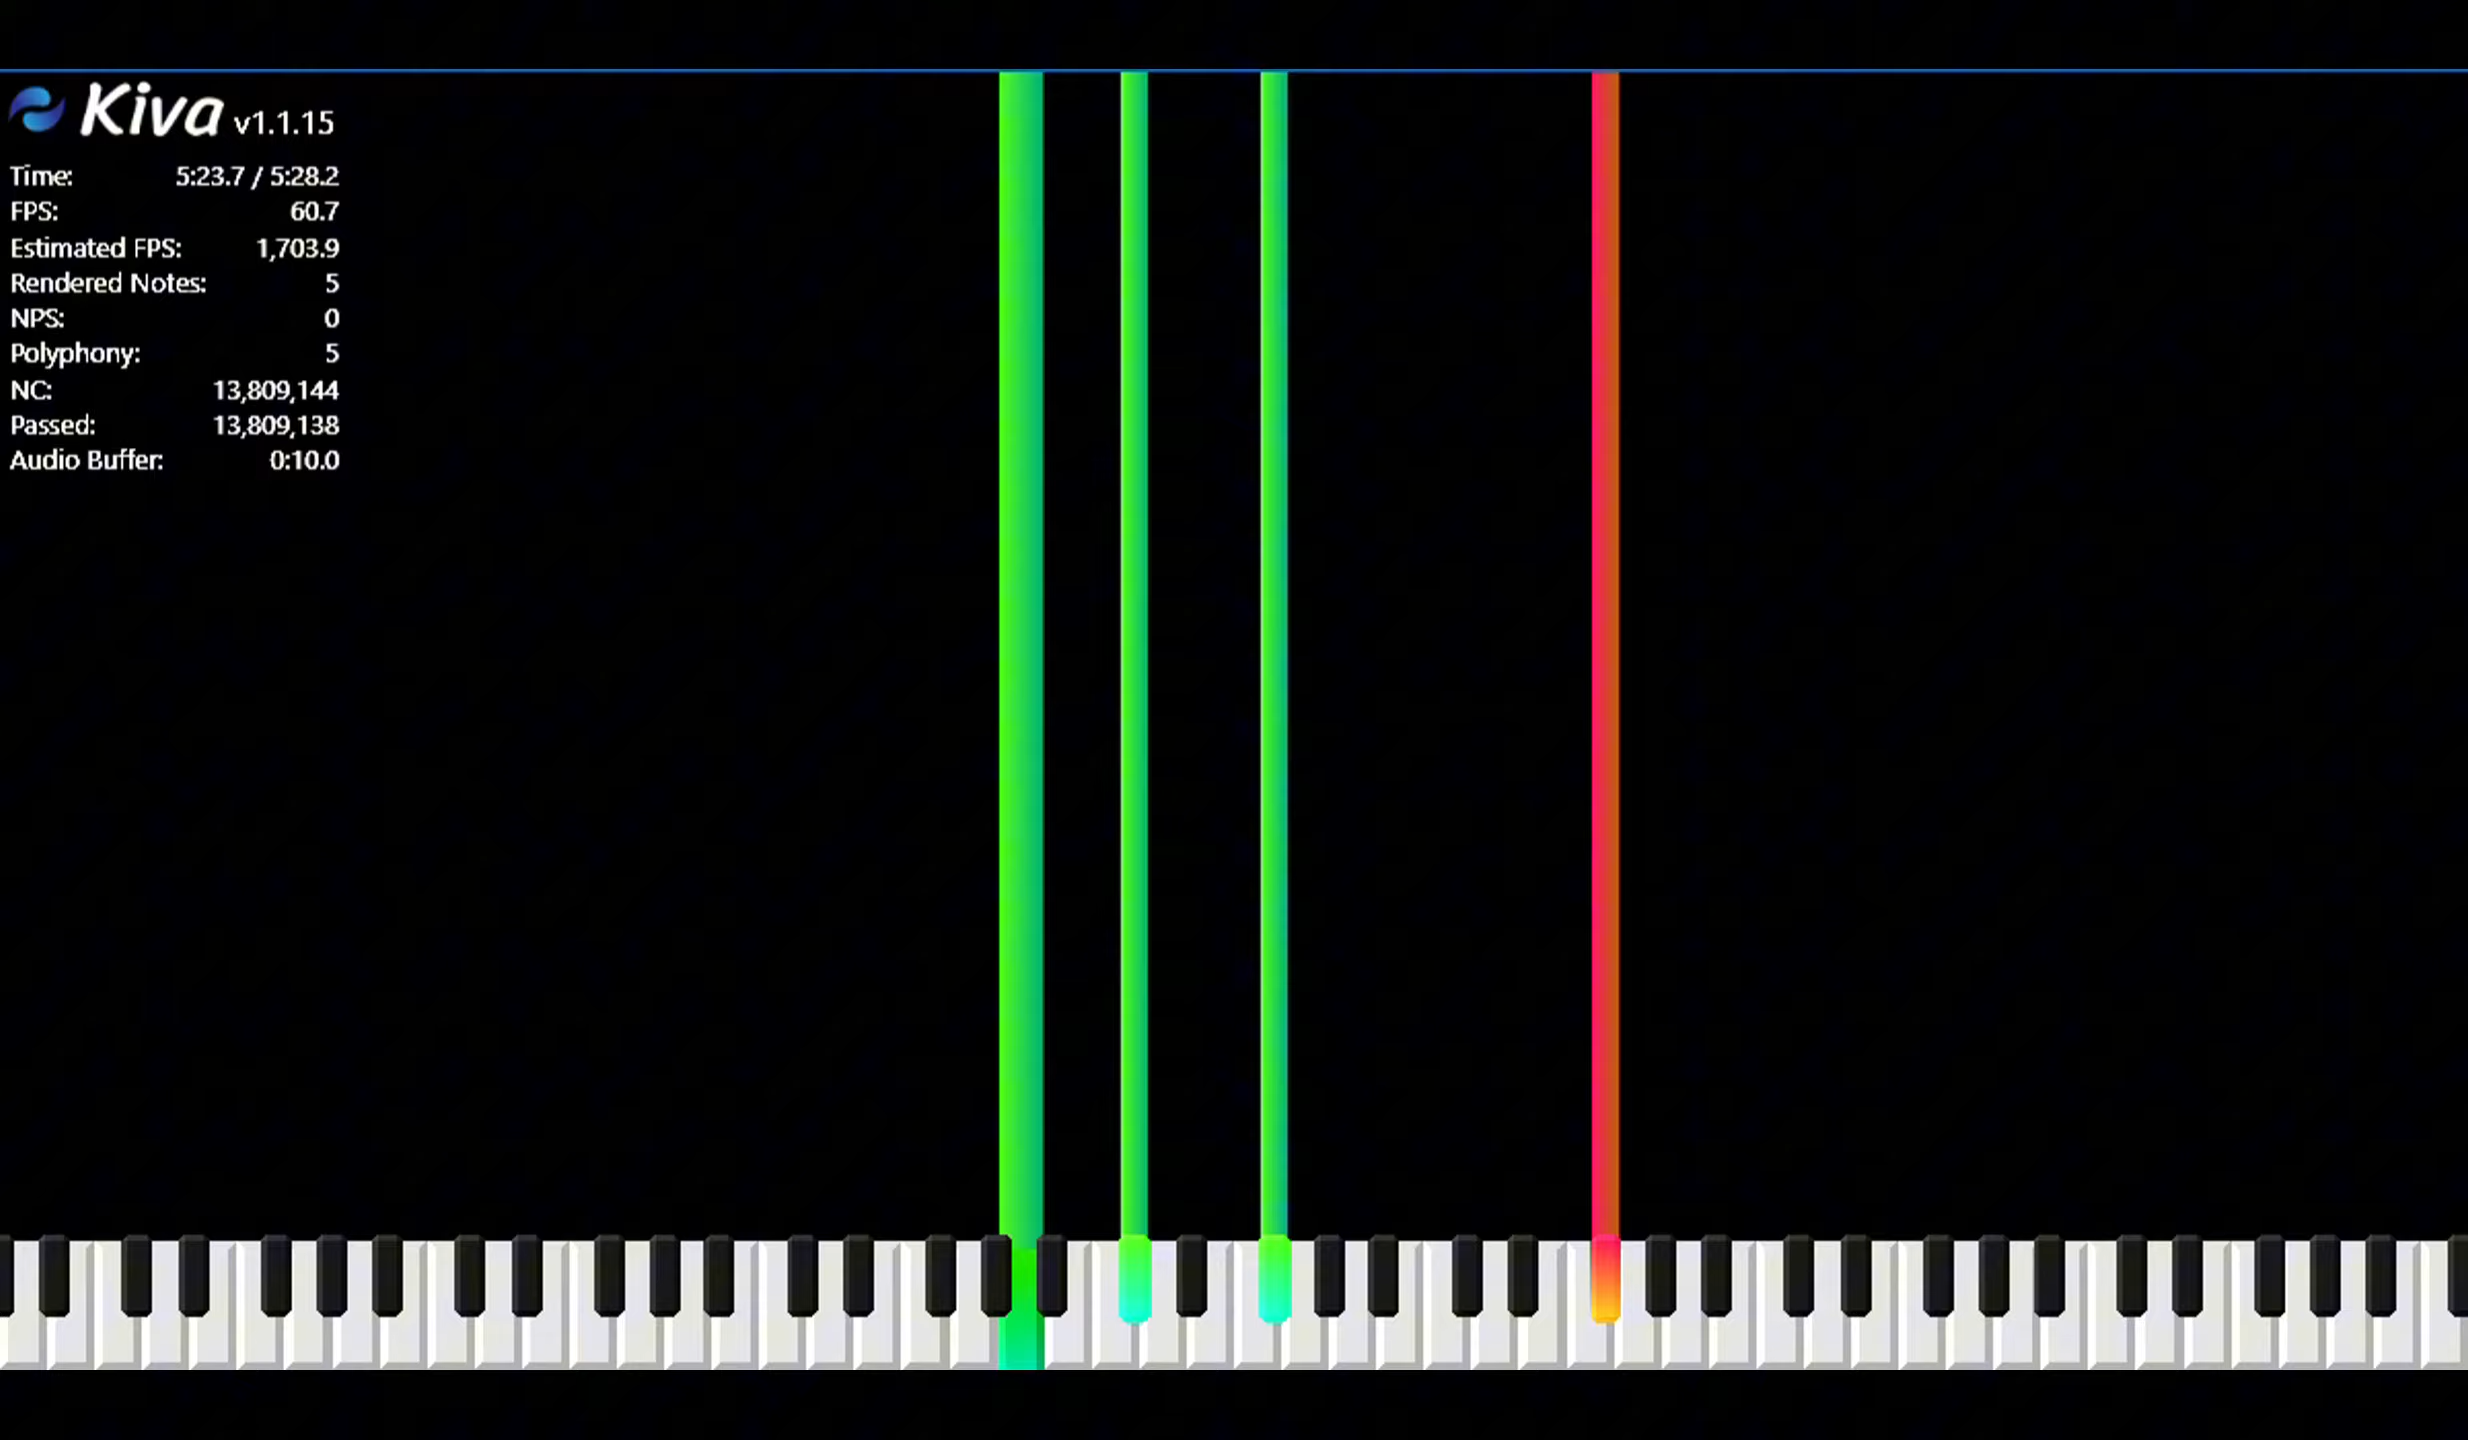 Kiva v1.1.15
Time: 5:23.7 / 5:28.2
FPS: 60.7
Estimated FPS: 1,703.9
Rendered Notes: 5
NPS: 0
Polyphony: 5
NC: 13,809,144
Passed: 13,809,138
Audio Buffer: 0:10.0